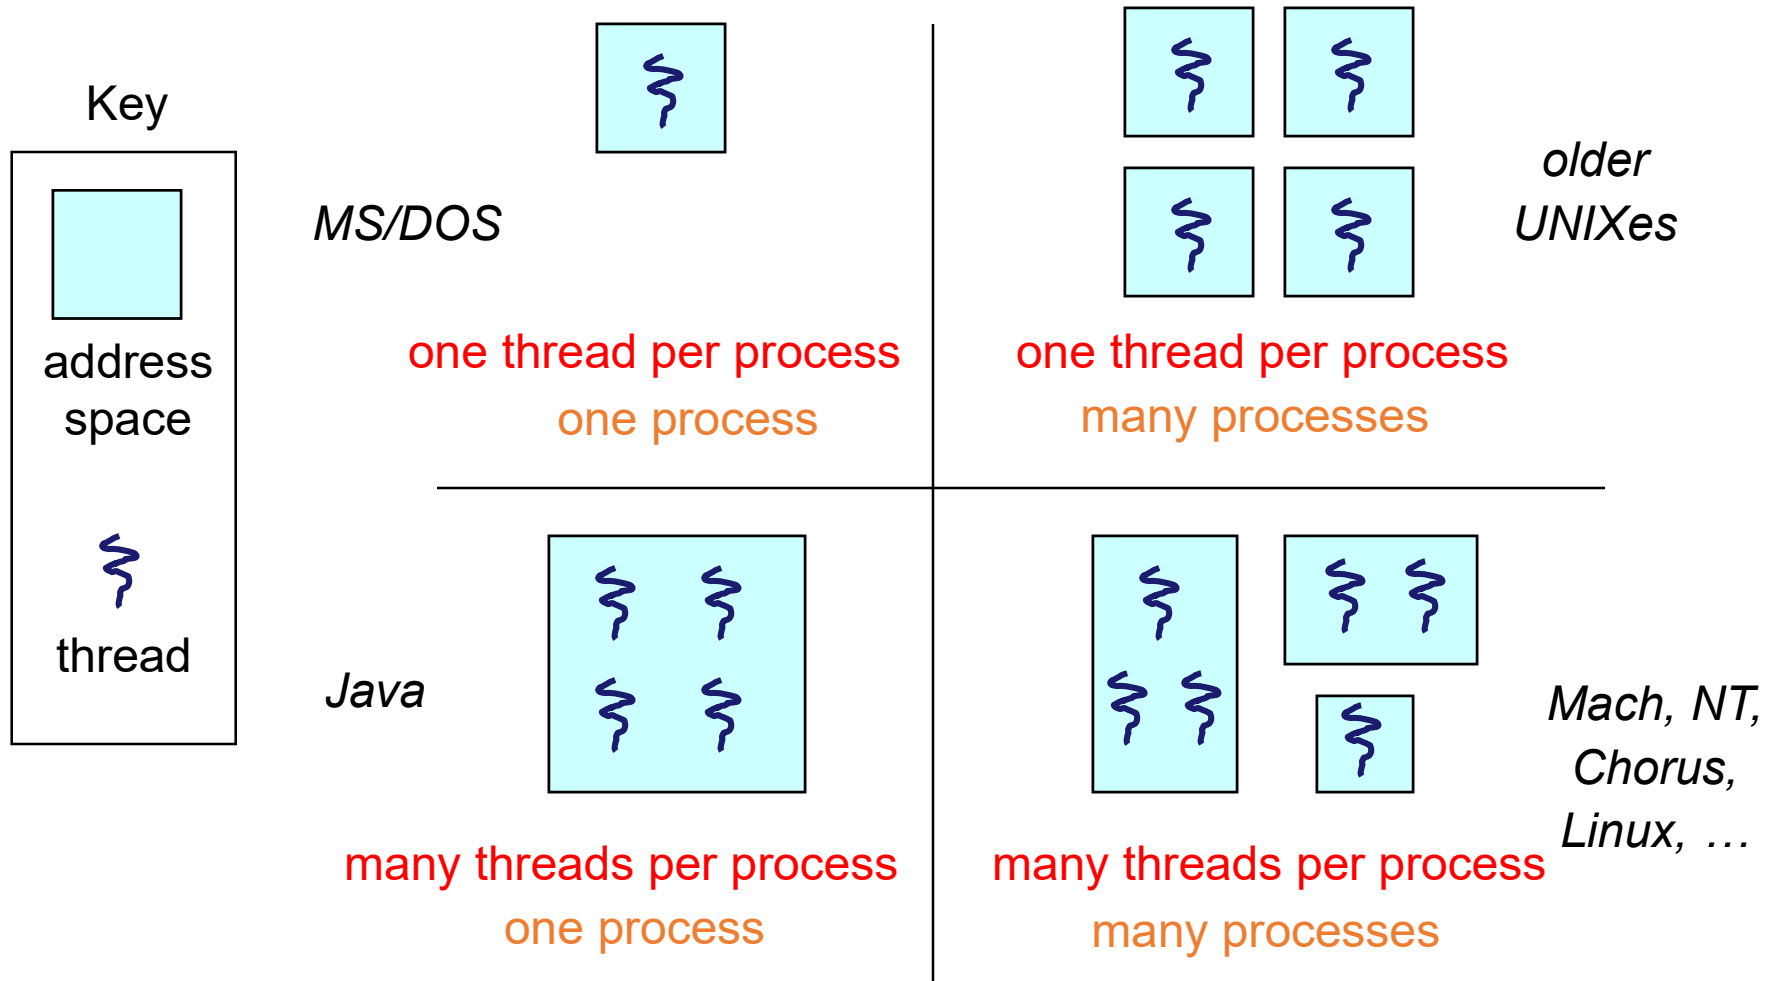 Key
address
space
thread
MS/DOS
one thread per process
one process
older
UNIXes
one thread per process
many processes
Java
many threads per process
one process
Mach, NT,
Chorus,
Linux, …
many threads per process
many processes